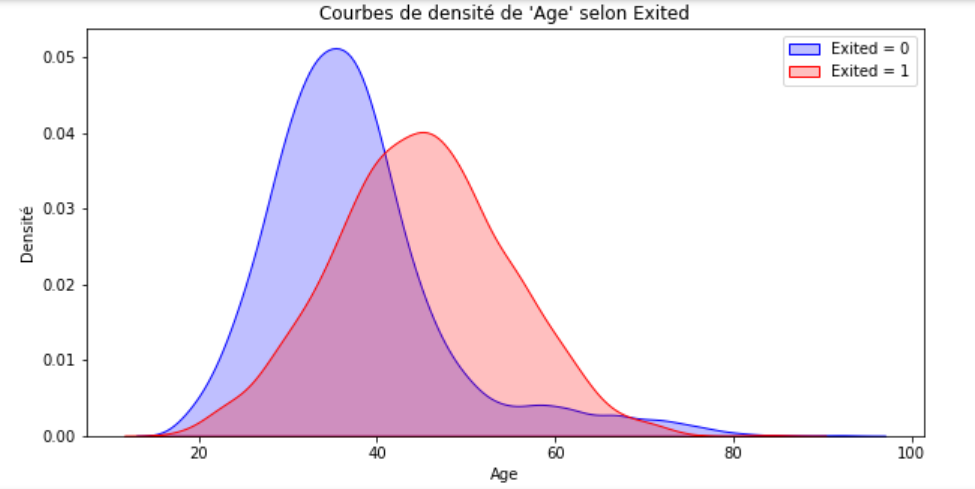 Courbes de densité de 'Age' selon Exited
Exited = 0
Exited = 1
Densité
0.05
0.04
0.03
0.02
0.01
0.00
20 40 60 80 100
Age